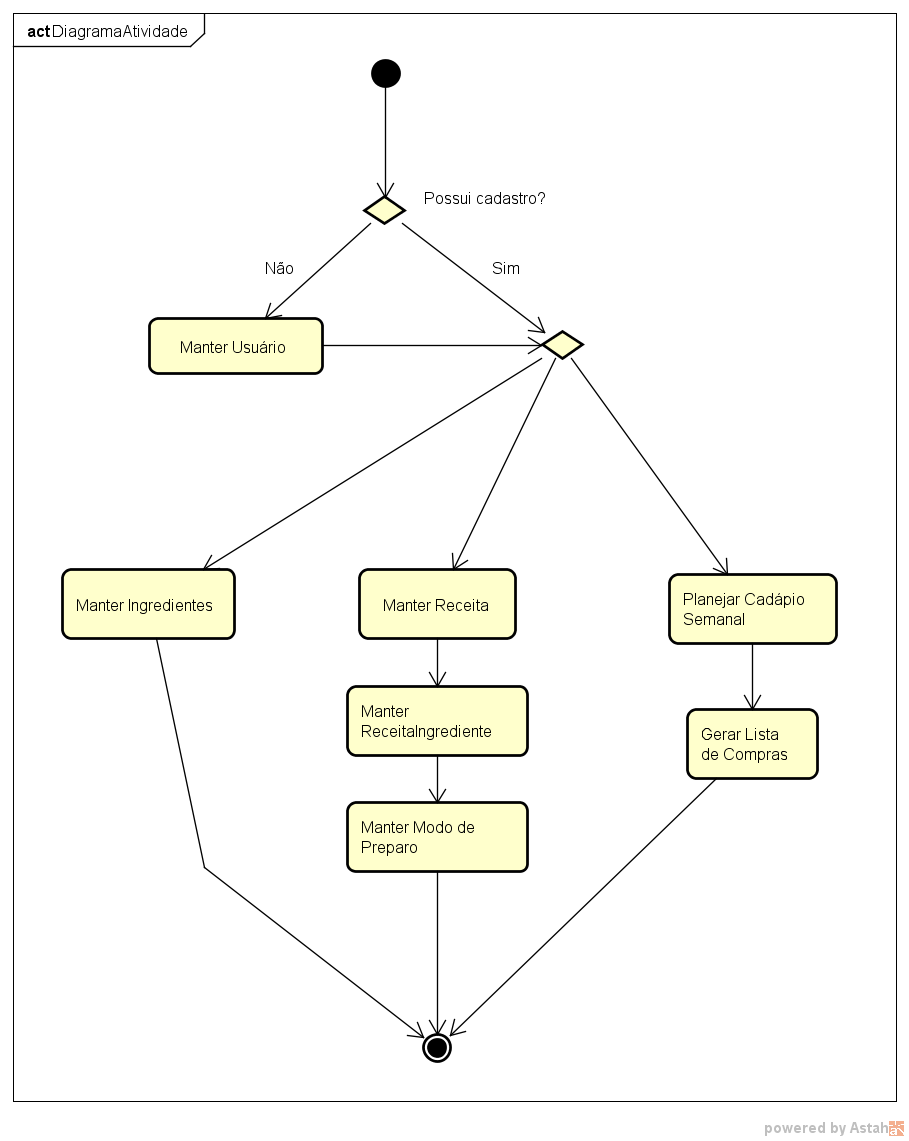 act DiagramaAtividade
Possui cadastro?
Não
Sim
Manter Usuário
Manter Ingredientes
Manter Receita
Planejar Cadápio
Semanal
Manter
ReceitaIngrediente
Gerar Lista
de Compras
Manter Modo de
Preparo
powered by Astah